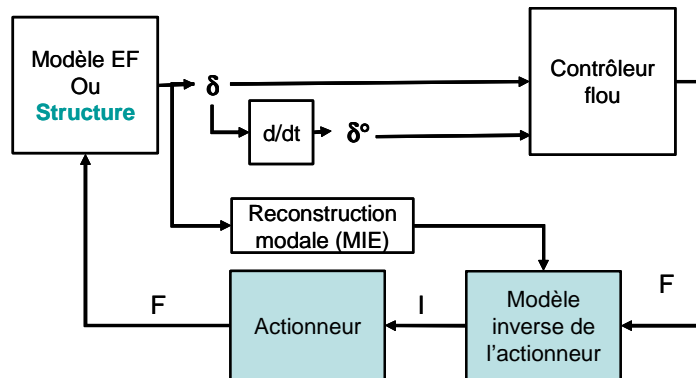 Modèle EF
Ou
Structure
δ
d/dt
δ°
Contrôleur
flou
Reconstruction
modale (MIE)
F
Actionneur
I
Modèle
inverse de
l'actionneur
F